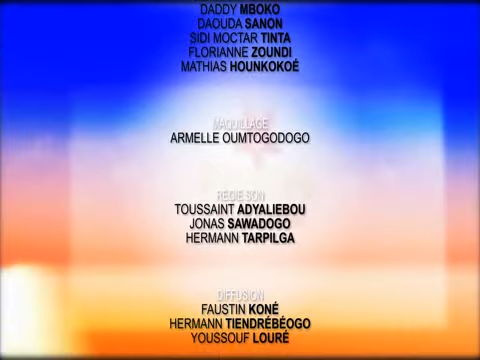 DADDY MBOKO
DAOUDA SANON
SIDI MOCTAR TINTA
FLORIANNE ZOUNDI
MATHIAS HOUNKOKOÉ
MAQUILLAGE
ARMELLE OUMTOGODOGO
REGIE SON
TOUSSAINT ADYALIEBOU
JONAS SAWADOGO
HERMANN TARPILGA
DIFFUSION
FAUSTIN KONÉ
HERMANN TIENDRÉBÉOGO
YOUSSOUF LOURÉ